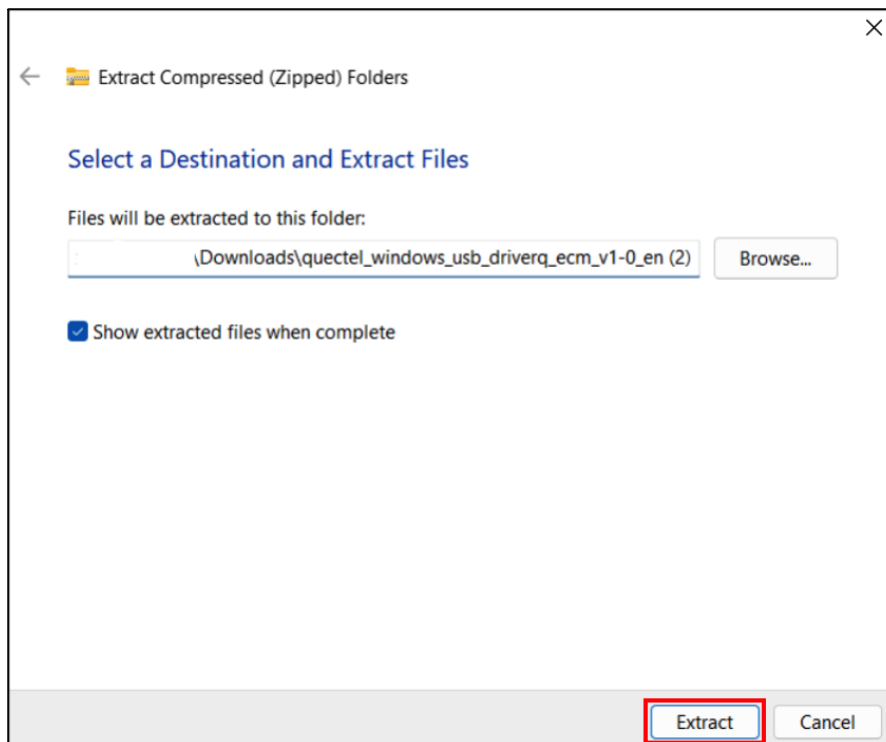 Extract Compressed (Zipped) Folders
Select a Destination and Extract Files
Files will be extracted to this folder:
\Downloads\quectel_windows_usb_driverq_ecm_v1-0_en (2)
Browse...
Show extracted files when complete
Extract
Cancel